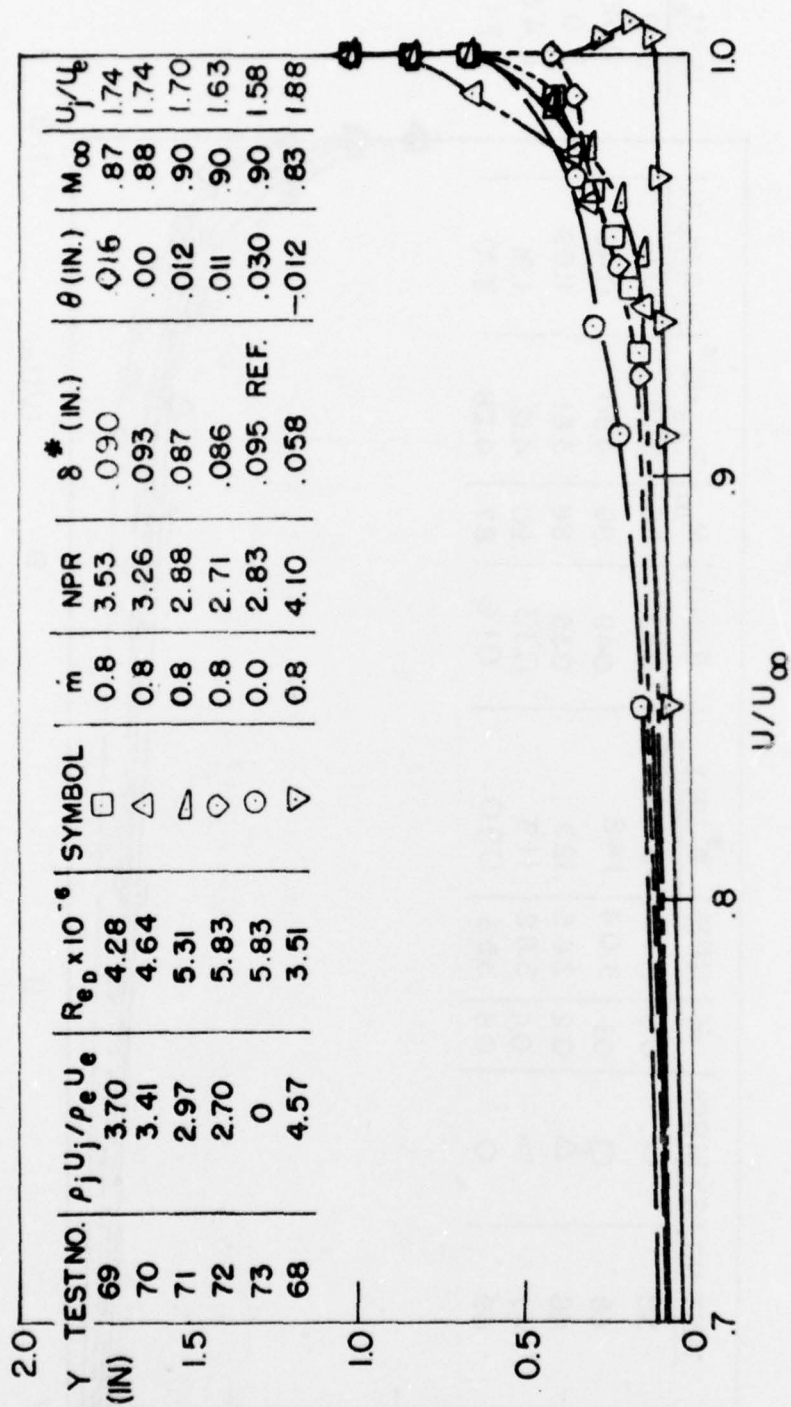 Y TEST NO. ρjUj/ρeUe ReD x10⁻⁶ SYMBOL ṁ NPR δ* (IN.) θ (IN.) M∞ Uj/Ue
(IN)
69 3.70 4.28 0.8 3.53 .090 .016 .87 1.74
70 3.41 4.64 0.8 3.26 .093 .00 .88 1.74
71 2.97 5.31 0.8 2.88 .087 .012 .90 1.70
72 2.70 5.83 0.8 2.71 .086 .011 .90 1.63
73 0 5.83 0.0 2.83 .095 REF. .030 .90 1.58
68 4.57 3.51 0.8 4.10 .058 -.012 .83 1.88
2.0
1.5
1.0
0.5
0
.7 .8 .9 1.0
U/U∞